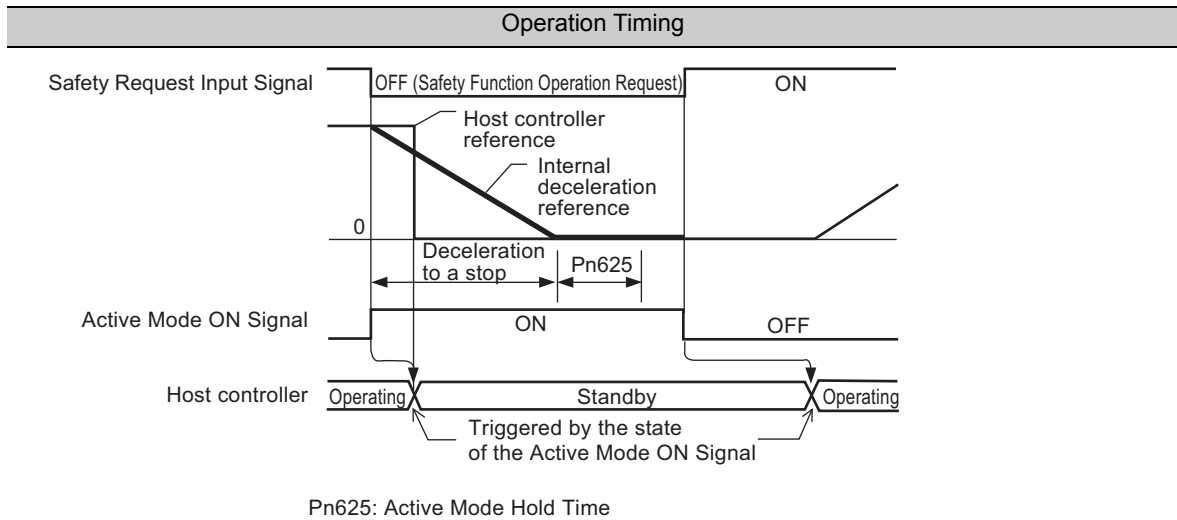 Operation Timing
Safety Request Input Signal
OFF (Safety Function Operation Request)
ON
Host controller
reference
Internal
deceleration
reference
0
Deceleration
to a stop
Pn625
Active Mode ON Signal
ON
OFF
Host controller
Operating
Standby
Operating
Triggered by the state
of the Active Mode ON Signal
Pn625: Active Mode Hold Time